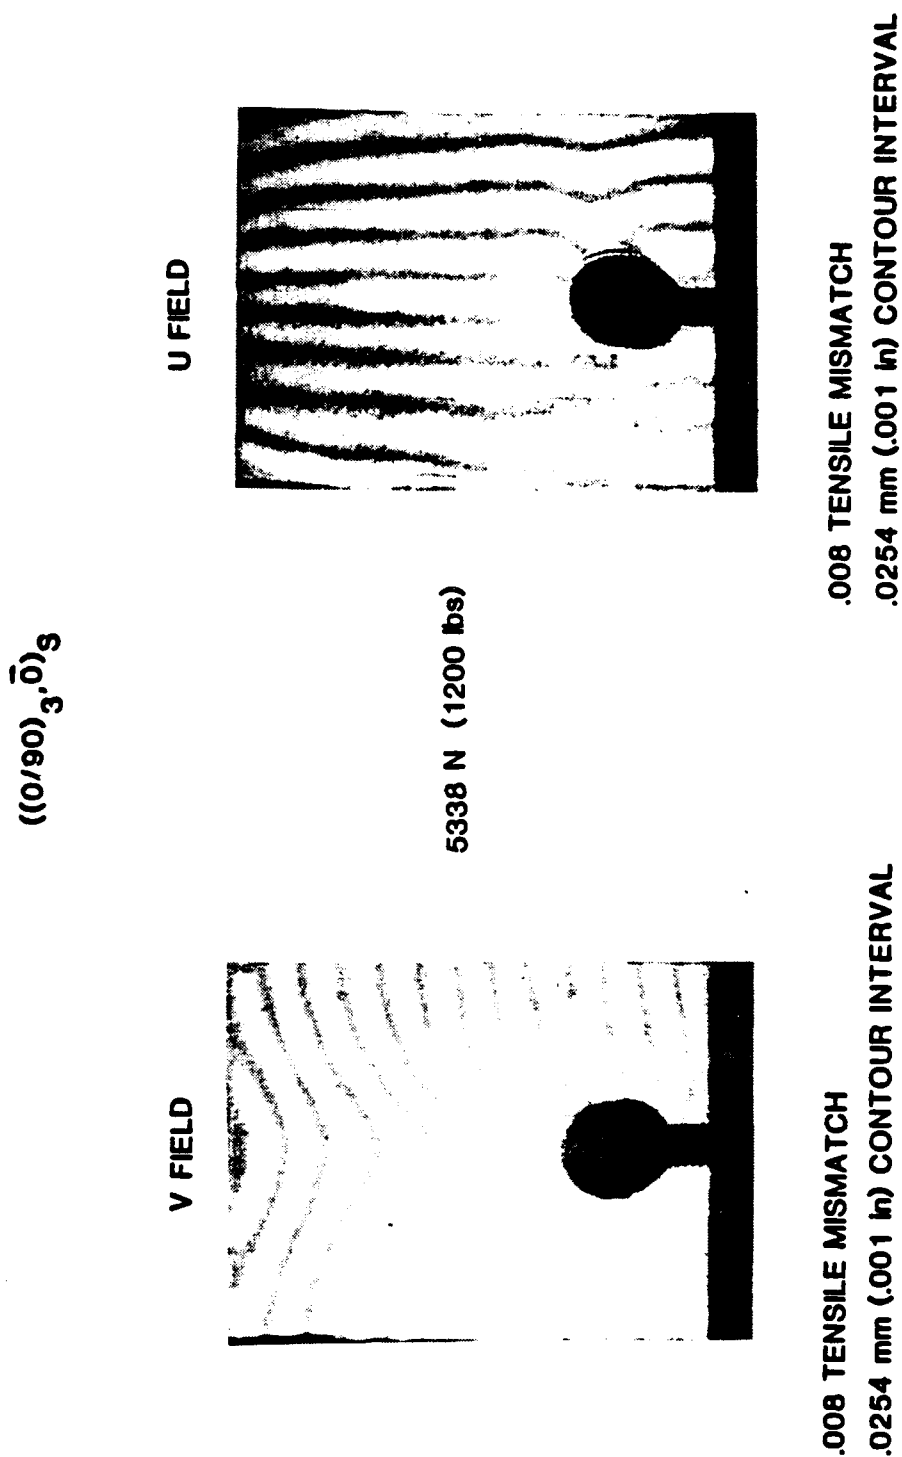 ((0/90)₃,0̄)ₛ
V FIELD
U FIELD
5338 N (1200 lbs)
.008 TENSILE MISMATCH
.0254 mm (.001 in) CONTOUR INTERVAL
.008 TENSILE MISMATCH
.0254 mm (.001 in) CONTOUR INTERVAL